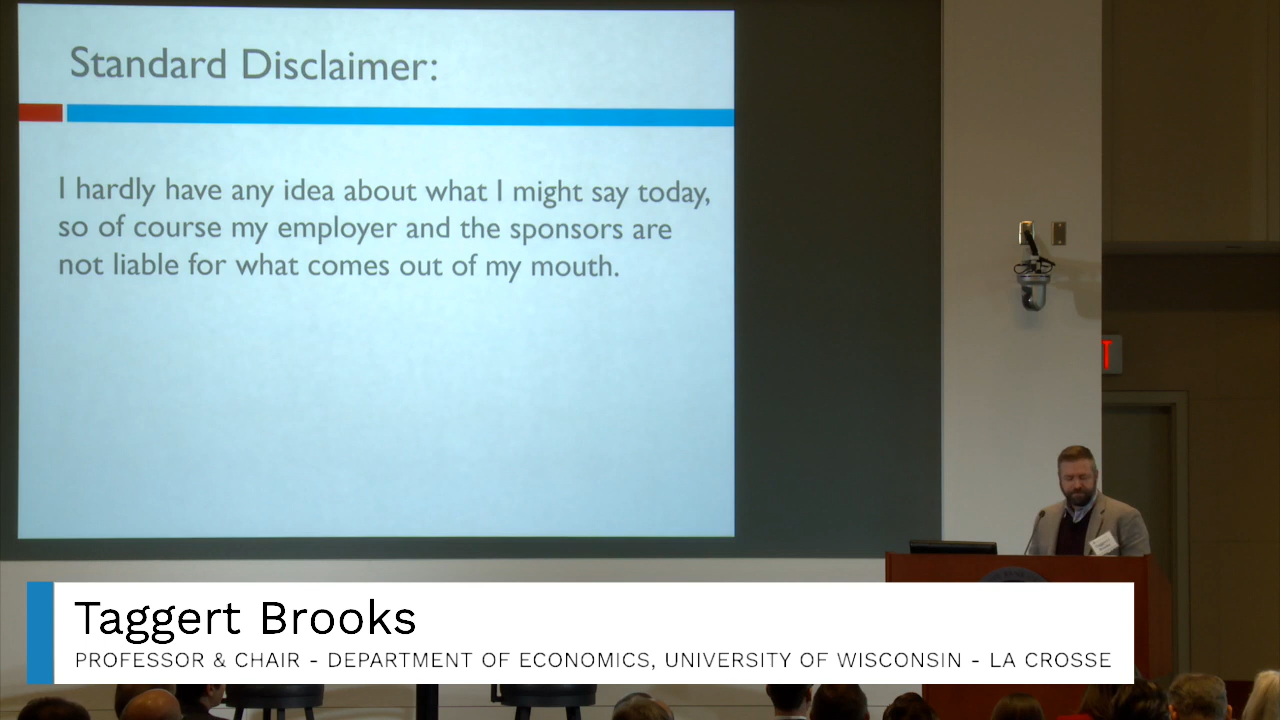 Standard Disclaimer:
I hardly have any idea about what I might say today,
so of course my employer and the sponsors are
not liable for what comes out of my mouth.
Taggert Brooks
PROFESSOR & CHAIR - DEPARTMENT OF ECONOMICS, UNIVERSITY OF WISCONSIN - LA CROSSE